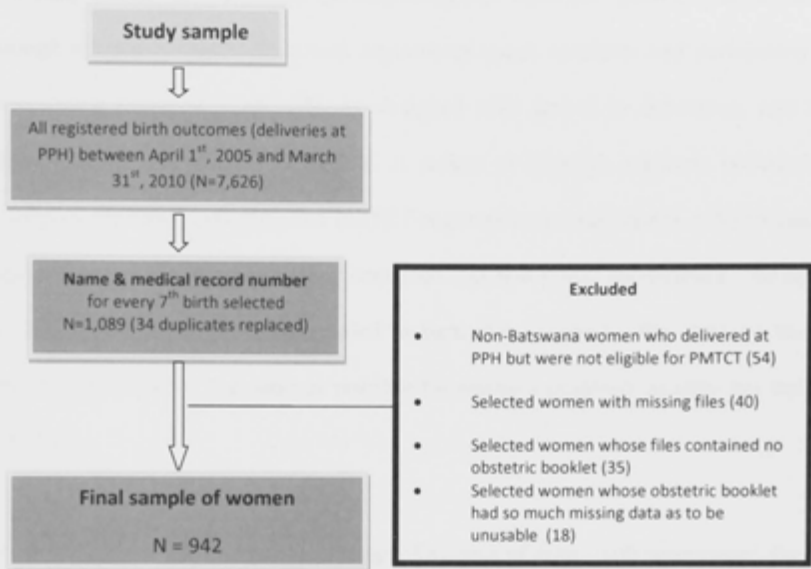 Study sample
All registered birth outcomes (deliveries at
PPH) between April 1st, 2005 and March
31st, 2010 (N=7,626)
Name & medical record number
for every 7th birth selected
N=1,089 (34 duplicates replaced)
Excluded
• Non-Batswana women who delivered at
PPH but were not eligible for PMTCT (54)
• Selected women with missing files (40)
• Selected women whose files contained no
obstetric booklet (35)
• Selected women whose obstetric booklet
had so much missing data as to be
unusable (18)
Final sample of women
N = 942